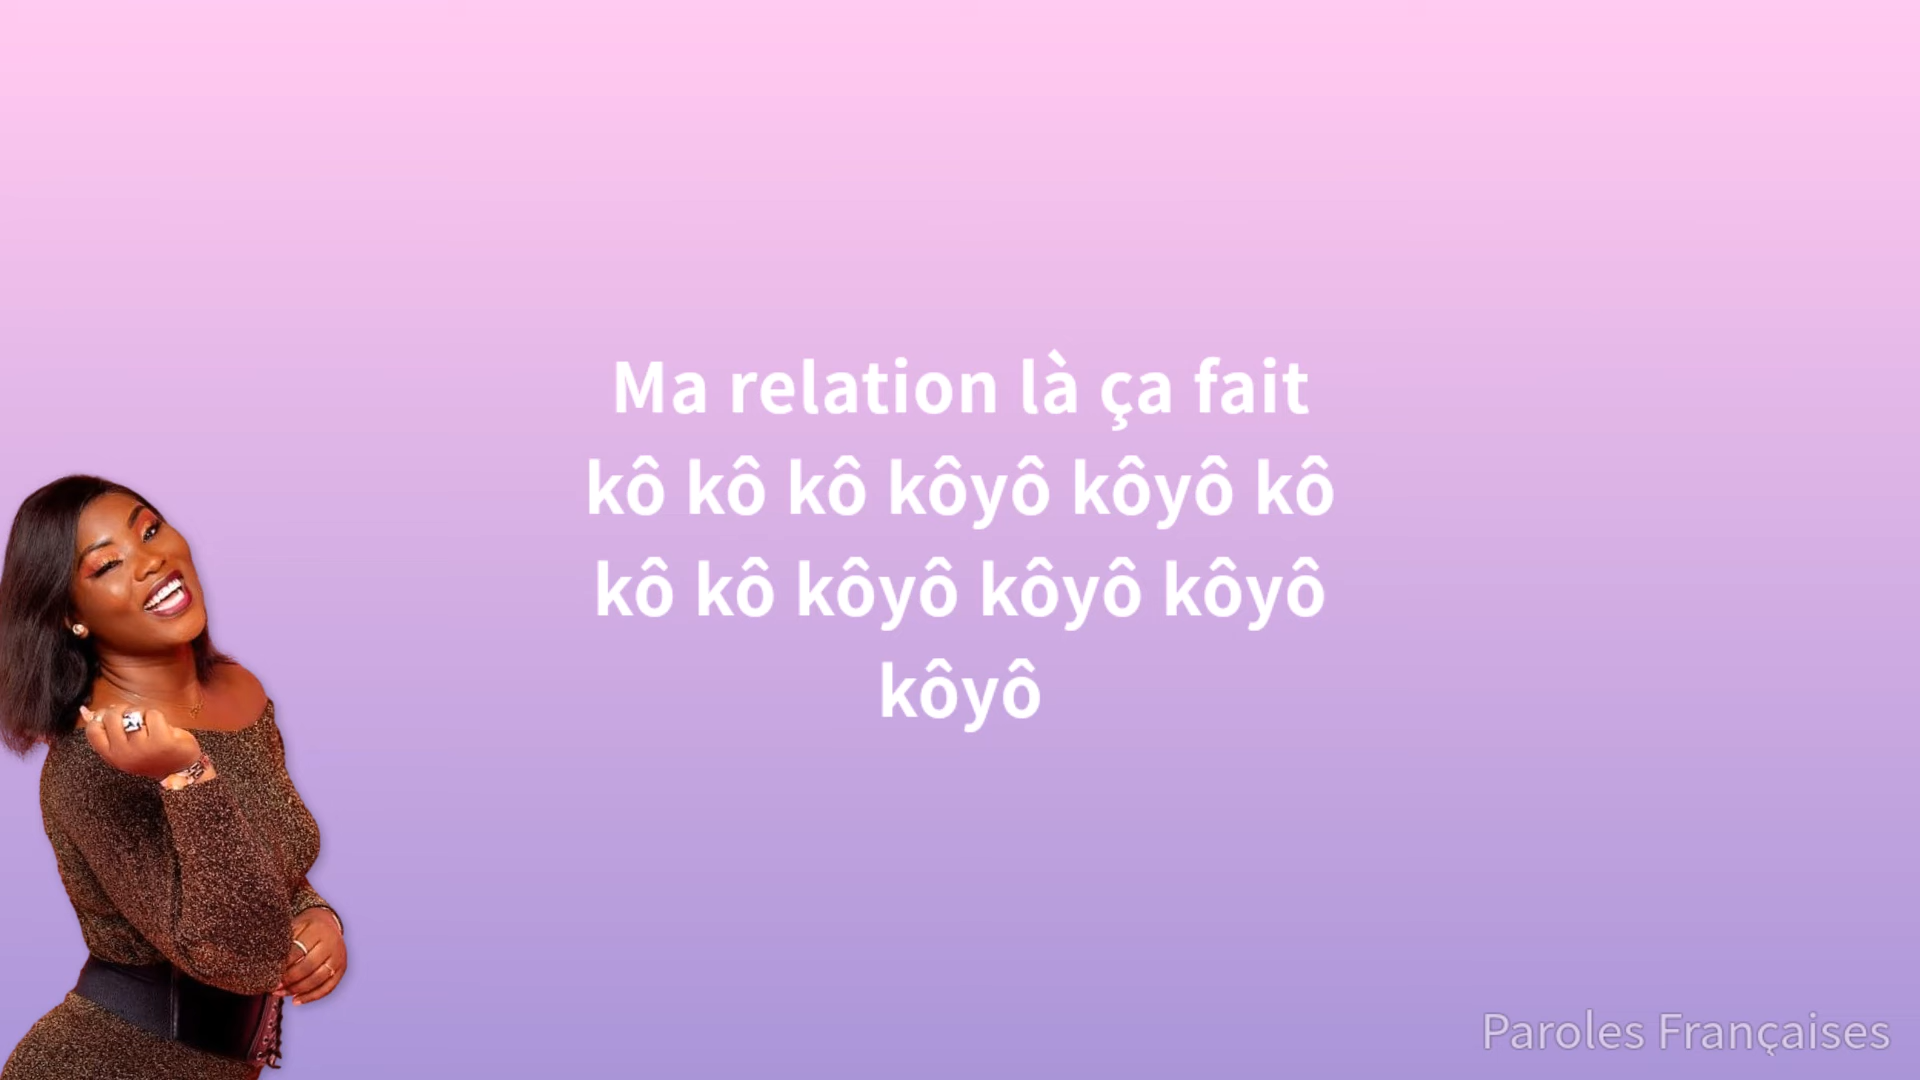 Ma relation là ça fait
kô kô kô kôyô kôyô kô
kô kô kôyô kôyô kôyô
kôyô
Paroles Françaises